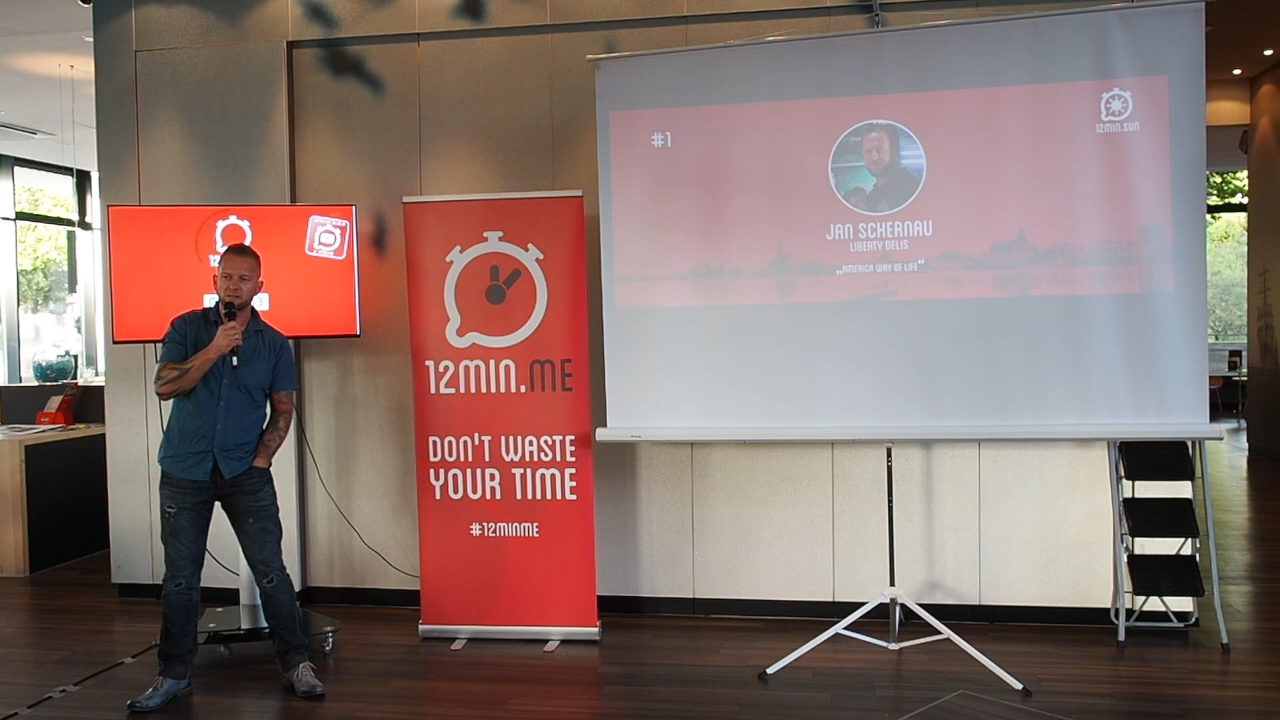 12MIN.ME
DON'T WASTE
YOUR TIME
#12MINME
#1
12MIN.SUN
JAN SCHERNAU
LIBERTY DELIS
„AMERICA WAY OF LIFE“